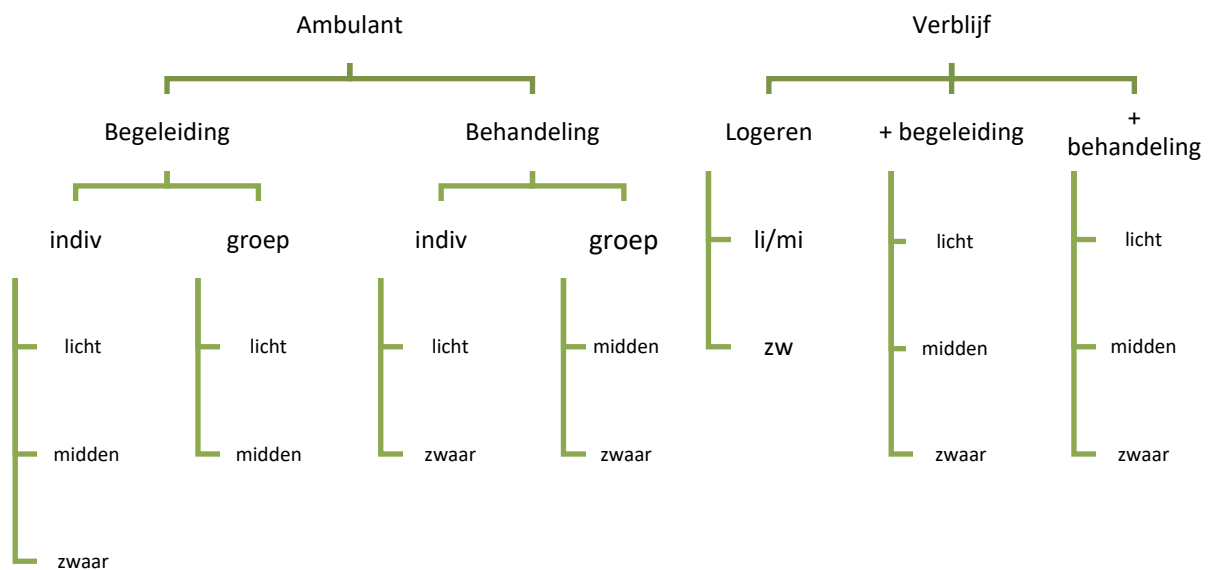 Ambulant
Verblijf
Begeleiding
Behandeling
Logeren
+ begeleiding
+
behandeling
indiv
groep
indiv
groep
li/mi
licht
licht
licht
licht
licht
midden
zw
midden
midden
midden
midden
zwaar
zwaar
zwaar
zwaar
zwaar